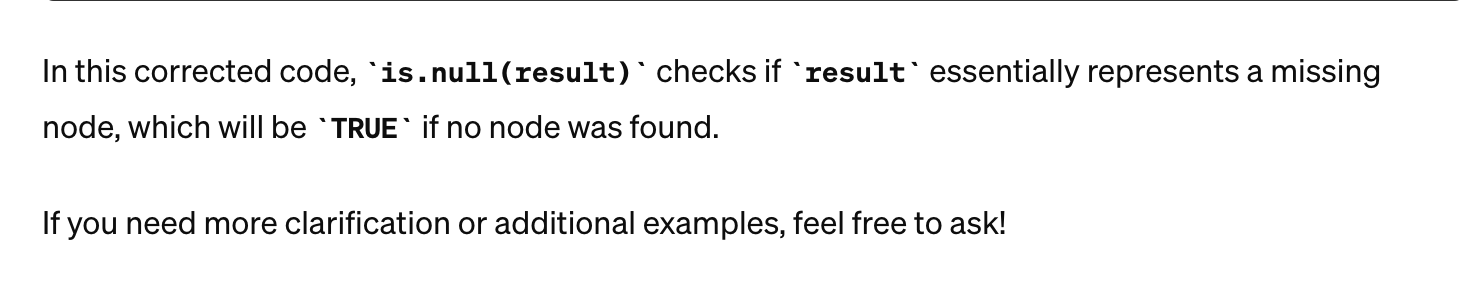 In this corrected code, `is.null(result)` checks if `result` essentially represents a missing
node, which will be `TRUE` if no node was found.
If you need more clarification or additional examples, feel free to ask!